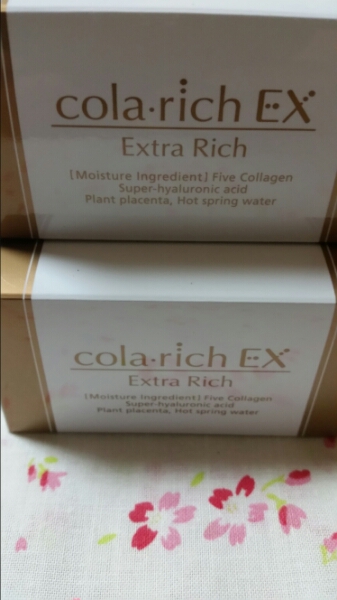 cola·rich EX
Extra Rich
[Moisture Ingredient] Five Collagen
Super-hyaluronic acid
Plant placenta, Hot spring water
cola·rich EX
Extra Rich
[Moisture Ingredient] Five Collagen
Super-hyaluronic acid
Plant placenta, Hot spring water